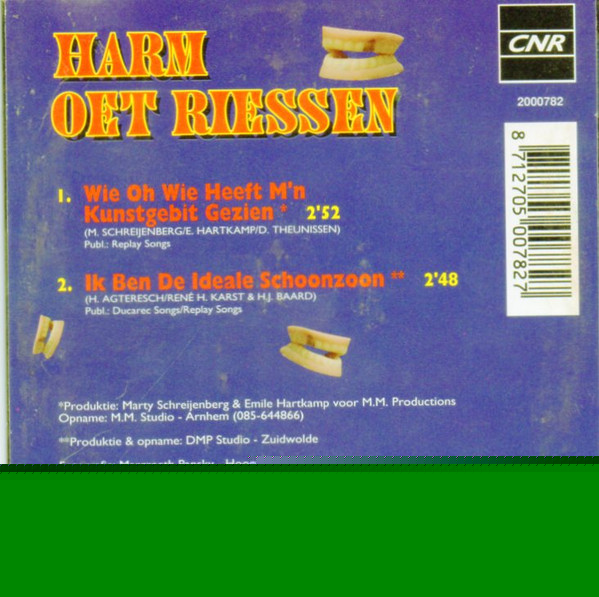 HARM
OET RIESSEN
CNR
2000782
8 712705 007827
1. Wie Oh Wie Heeft M'n
Kunstgebit Gezien * 2'52
(M. SCHREIJENBERG/E. HARTKAMP/D. THEUNISSEN)
Publ.: Replay Songs
2. Ik Ben De Ideale Schoonzoon ** 2'48
(H. AGTERESCH/RENÉ H. KARST & H.J. BAARD)
Publ.: Ducarec Songs/Replay Songs
*Produktie: Marty Schreijenberg & Emile Hartkamp voor M.M. Productions
Opname: M.M. Studio - Arnhem (085-644866)
**Produktie & opname: DMP Studio - Zuidwolde